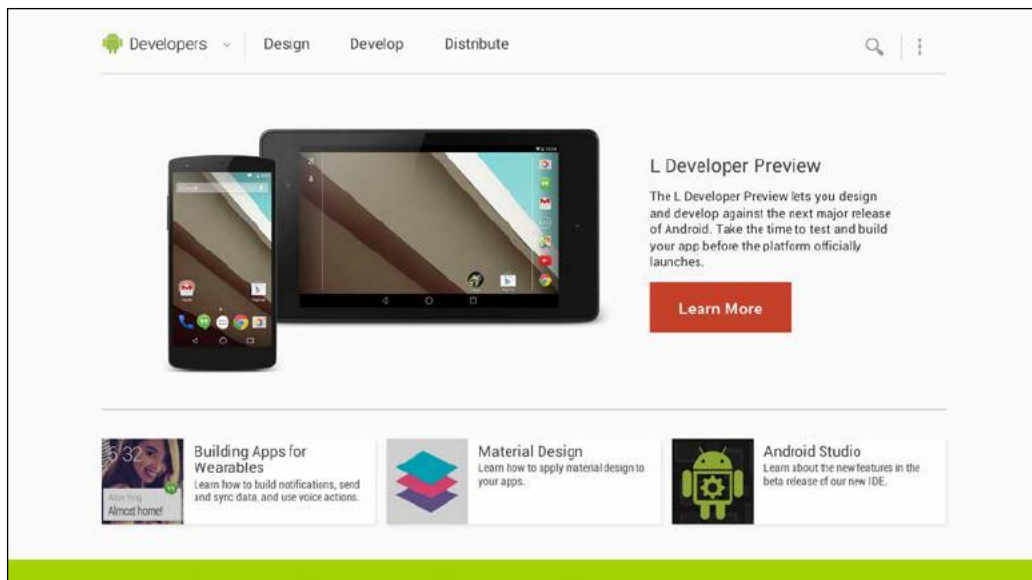 Developers
Design
Develop
Distribute
L Developer Preview
The L Developer Preview lets you design
and develop against the next major release
of Android. Take the time to test and build
your app before the platform officially
launches.
Learn More
5:32
Building Apps for
Wearables
Learn how to build notifications, send
and sync data, and use voice actions.
Almost home!
Material Design
Learn how to apply material design to
your apps.
Android Studio
Learn about the new features in the
beta release of our new IDE.